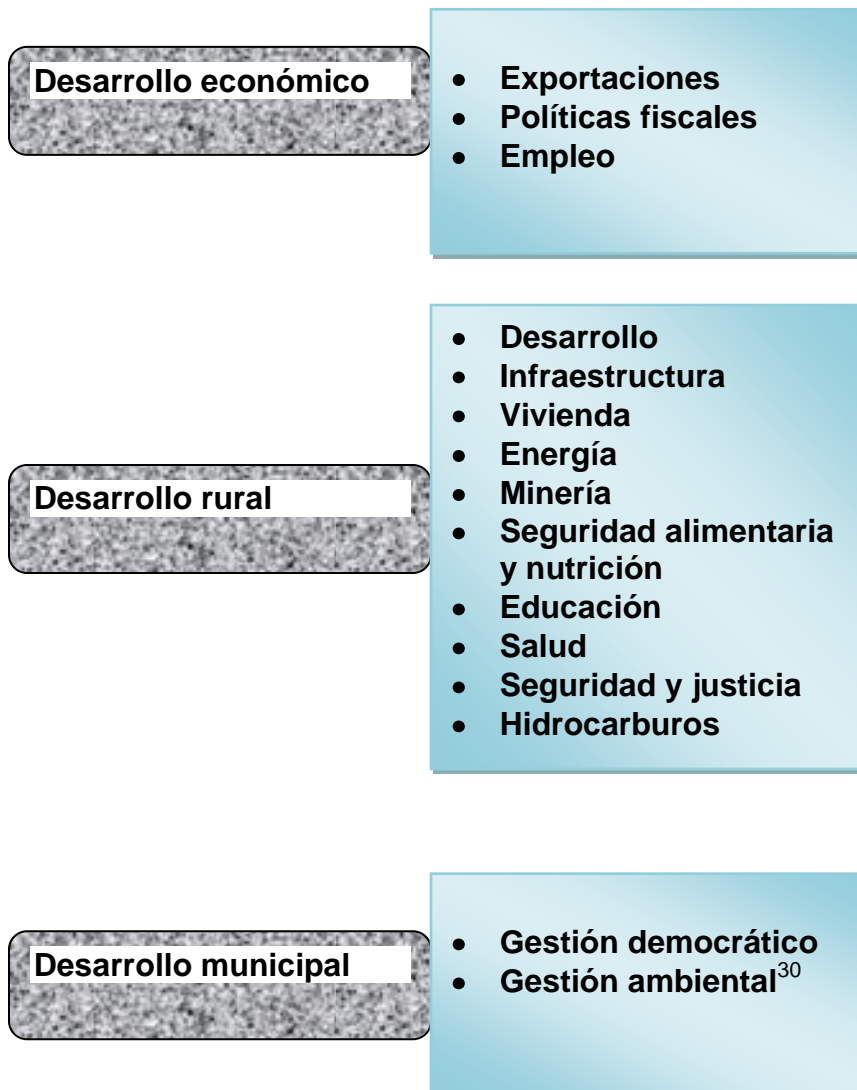 Desarrollo económico
• Exportaciones
• Políticas fiscales
• Empleo
Desarrollo rural
• Desarrollo
• Infraestructura
• Vivienda
• Energía
• Minería
• Seguridad alimentaria
y nutrición
• Educación
• Salud
• Seguridad y justicia
• Hidrocarburos
Desarrollo municipal
• Gestión democrático
• Gestión ambiental³⁰